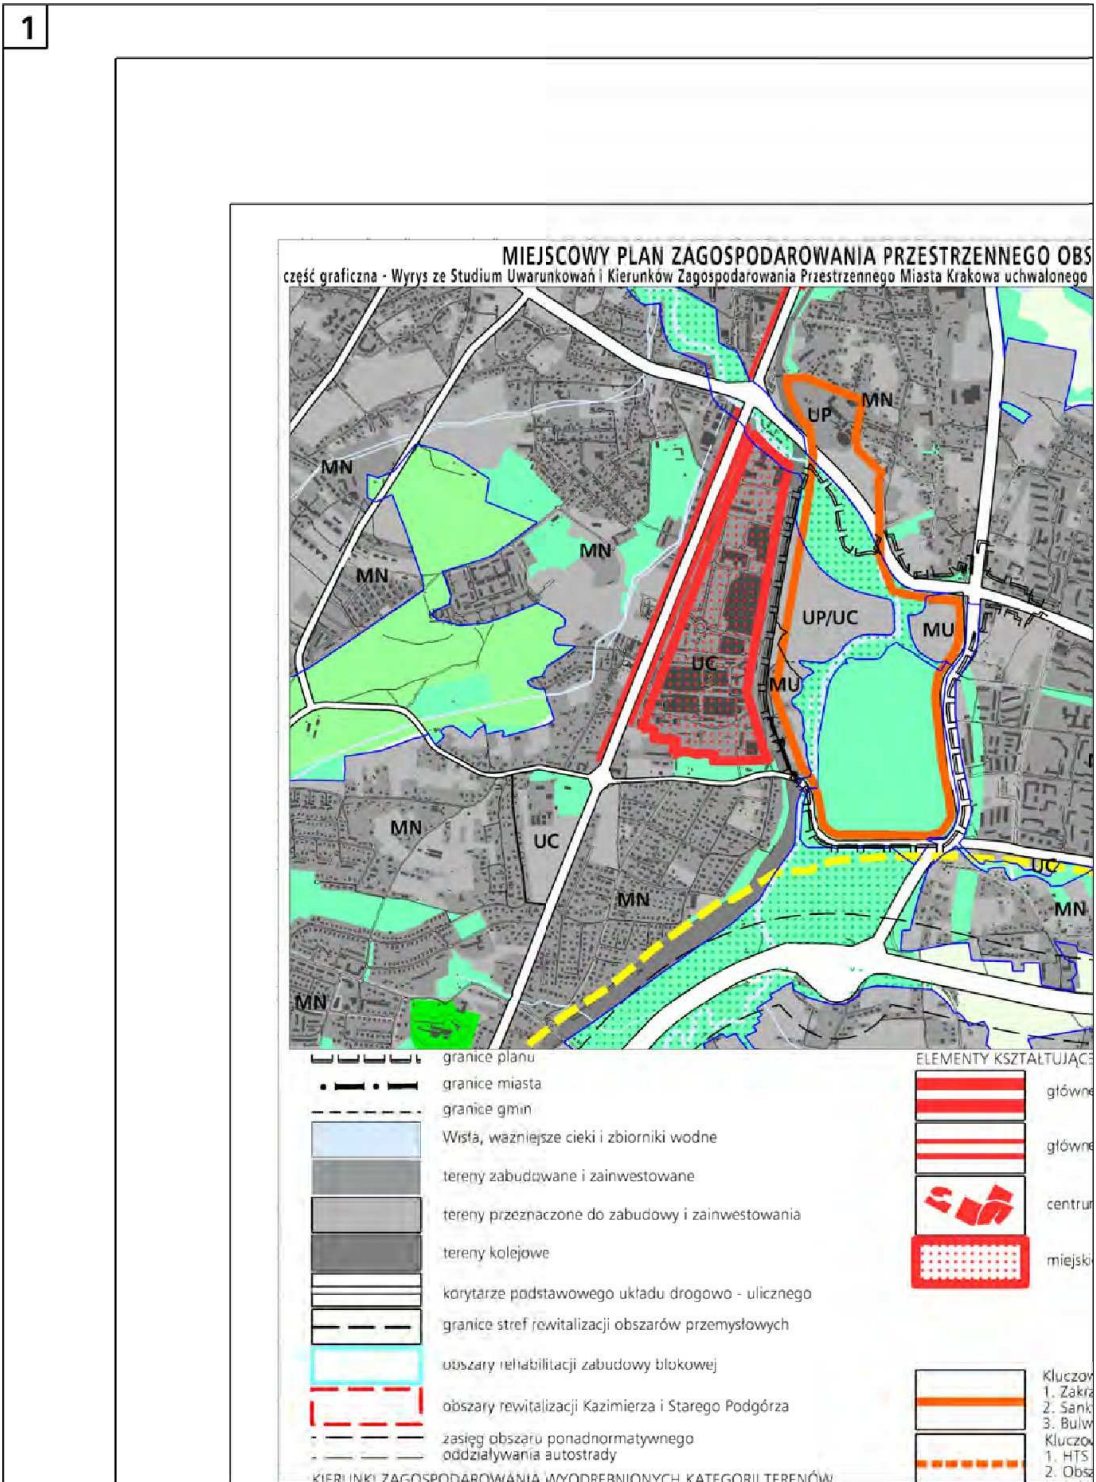 1
MIEJSCOWY PLAN ZAGOSPODAROWANIA PRZESTRZENNEGO OBS
część graficzna - Wyrys ze Studium Uwarunkowań i Kierunków Zagospodarowania Przestrzennego Miasta Krakowa uchwalonego
UP
MN
MN
MN
MN
UP/UC
MU
UC
MU
MN
UC
UC
MN
MN
MN
granice planu
granice miasta
granice gmin
Wisła, ważniejsze cieki i zbiorniki wodne
tereny zabudowane i zainwestowane
tereny przeznaczone do zabudowy i zainwestowania
tereny kolejowe
korytarze podstawowego układu drogowo - ulicznego
granice stref rewitalizacji obszarów przemysłowych
obszary rehabilitacji zabudowy blokowej
obszary rewitalizacji Kazimierza i Starego Podgórza
zasięg obszaru ponadnormatywnego
oddziaływania autostrady
KIERUNKI ZAGOSPODAROWANIA WYODRĘBNIONYCH KATEGORII TERENÓW
ELEMENTY KSZTAŁTUJĄCE
główne
główne
centrum
miejski
Kluczow
1. Zakrz
2. Sank
3. Bulw
Kluczow
1. HTS
2. Obsz